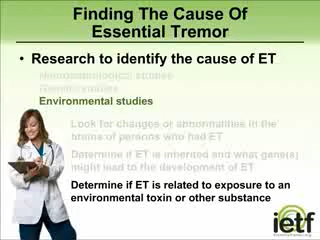 Finding The Cause Of
Essential Tremor
• Research to identify the cause of ET
Neuropathological studies
Genetic studies
Environmental studies
Look for changes or abnormalities in the
brains of persons who had ET
Determine if ET is inherited and what gene(s)
might lead to the development of ET
Determine if ET is related to exposure to an
environmental toxin or other substance
ietf